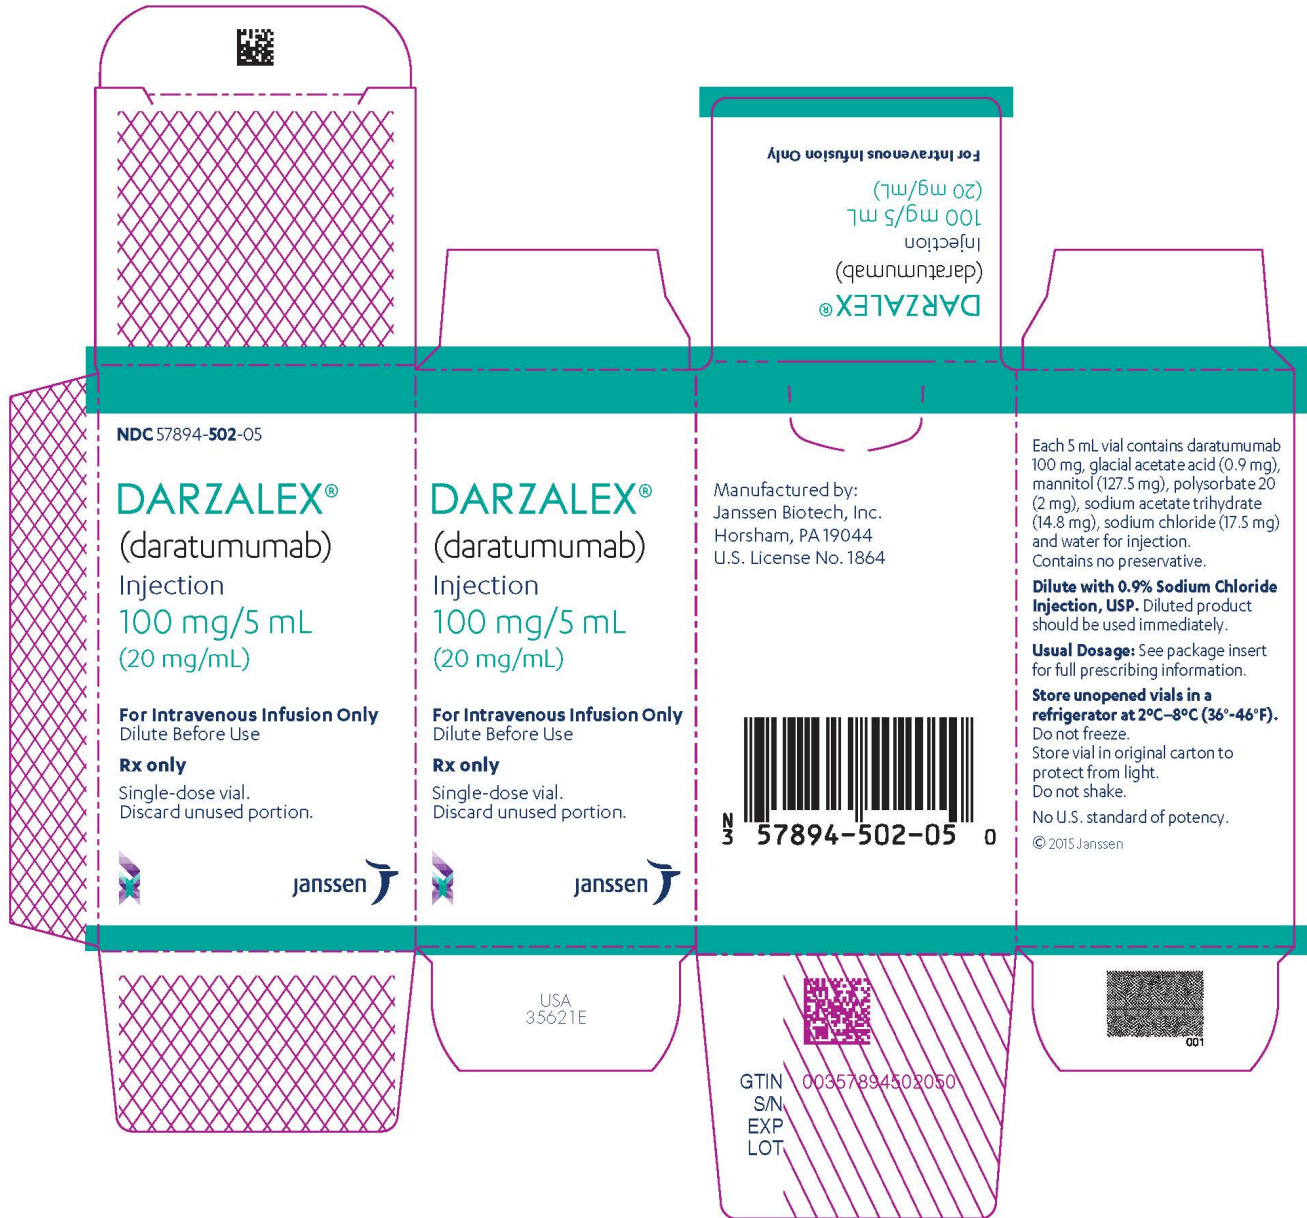 For Intravenous Infusion Only
(20 mg/mL)
100 mg/5 mL
Injection
(daratumumab)
DARZALEX®
NDC 57894-502-05
DARZALEX®
(daratumumab)
Injection
100 mg/5 mL
(20 mg/mL)
For Intravenous Infusion Only
Dilute Before Use
Rx only
Single-dose vial.
Discard unused portion.
janssen
DARZALEX®
(daratumumab)
Injection
100 mg/5 mL
(20 mg/mL)
For Intravenous Infusion Only
Dilute Before Use
Rx only
Single-dose vial.
Discard unused portion.
janssen
Manufactured by:
Janssen Biotech, Inc.
Horsham, PA 19044
U.S. License No. 1864
N
3 57894-502-05 0
Each 5 mL vial contains daratumumab
100 mg, glacial acetate acid (0.9 mg),
mannitol (127.5 mg), polysorbate 20
(2 mg), sodium acetate trihydrate
(14.8 mg), sodium chloride (17.5 mg)
and water for injection.
Contains no preservative.
Dilute with 0.9% Sodium Chloride
Injection, USP. Diluted product
should be used immediately.
Usual Dosage: See package insert
for full prescribing information.
Store unopened vials in a
refrigerator at 2ºC–8ºC (36°-46°F).
Do not freeze.
Store vial in original carton to
protect from light.
Do not shake.
No U.S. standard of potency.
© 2015 Janssen
USA
35621E
GTIN 00357894502050
S/N
EXP
LOT
001